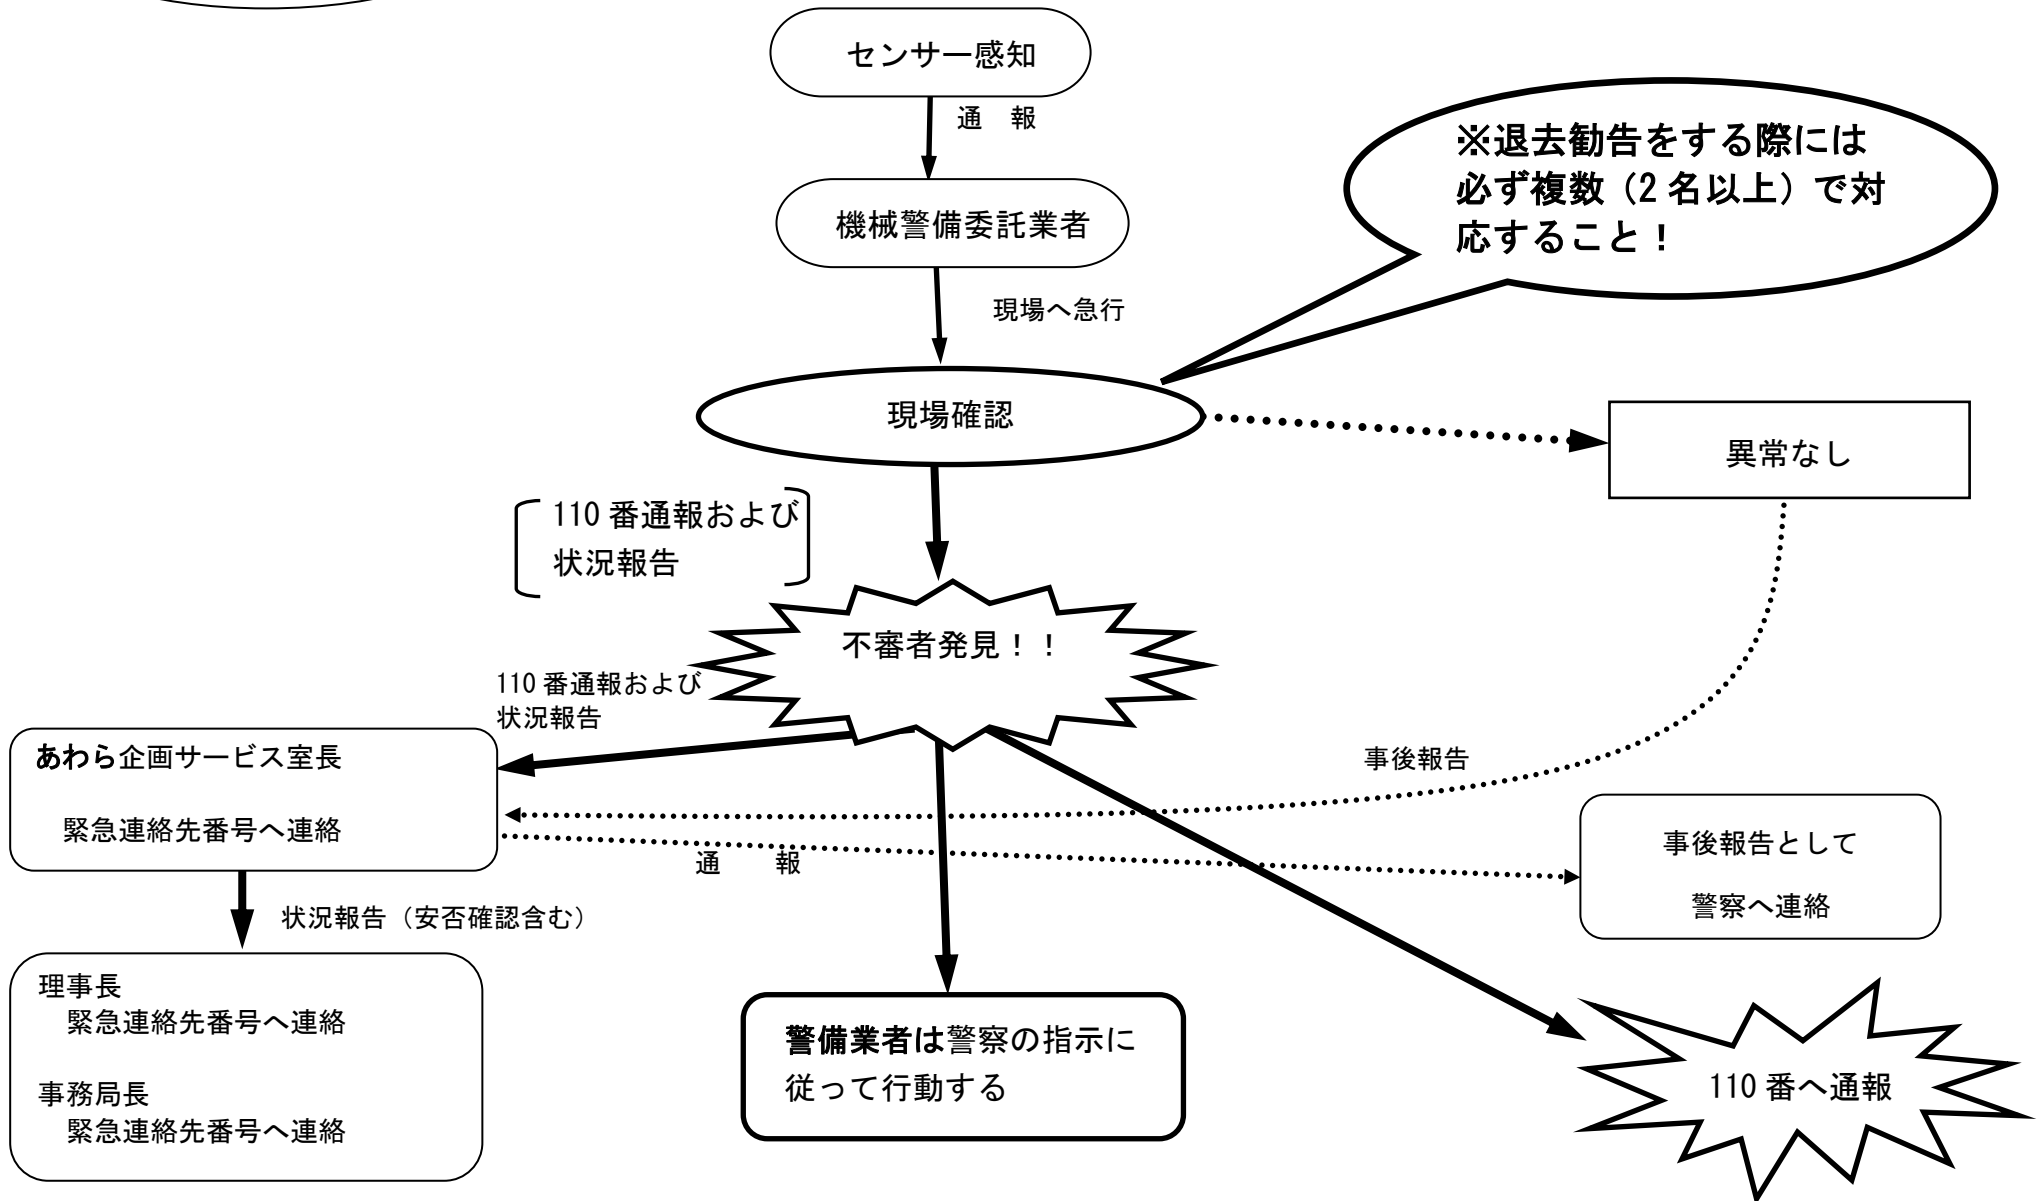 センサー感知
通　報
※退去勧告をする際には
必ず複数（2 名以上）で対
応すること！
機械警備委託業者
現場へ急行
現場確認
異常なし
110 番通報および
状況報告
不審者発見！！
110 番通報および
状況報告
あわら企画サービス室長
緊急連絡先番号へ連絡
事後報告
通　　報
事後報告として
警察へ連絡
状況報告（安否確認含む）
理事長
緊急連絡先番号へ連絡
事務局長
緊急連絡先番号へ連絡
警備業者は警察の指示に
従って行動する
110 番へ通報